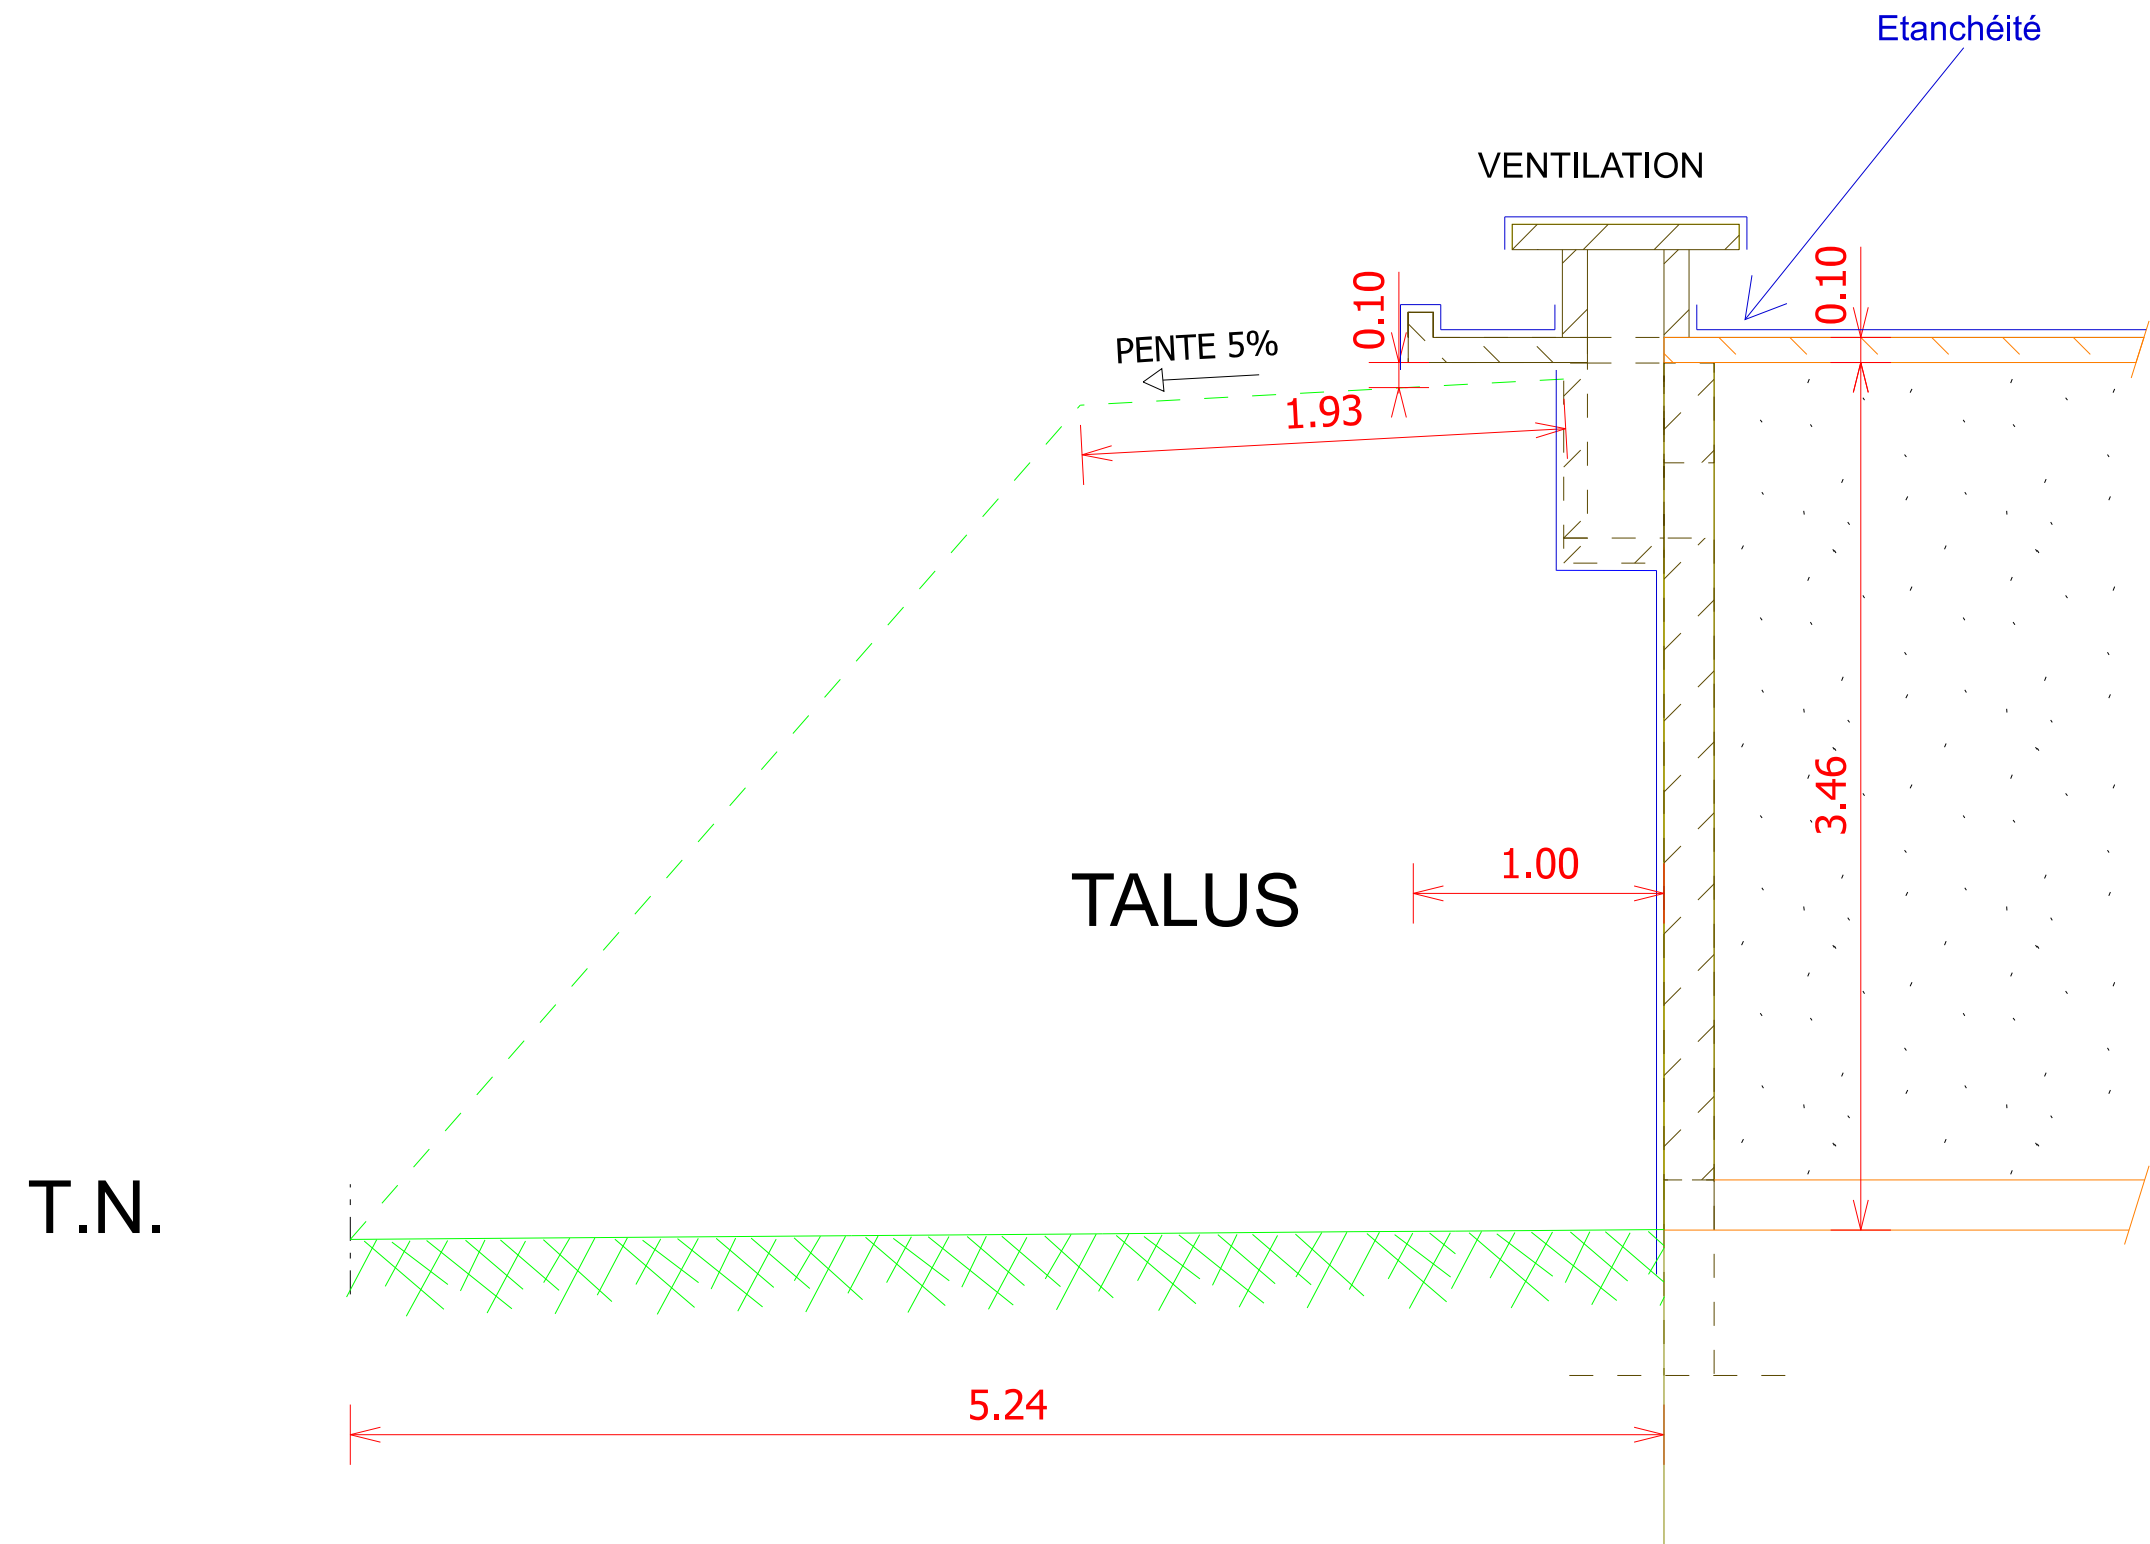 Etanchéité
VENTILATION
0.10
0.10
PENTE 5%
1.93
3.46
1.00
TALUS
T.N.
5.24